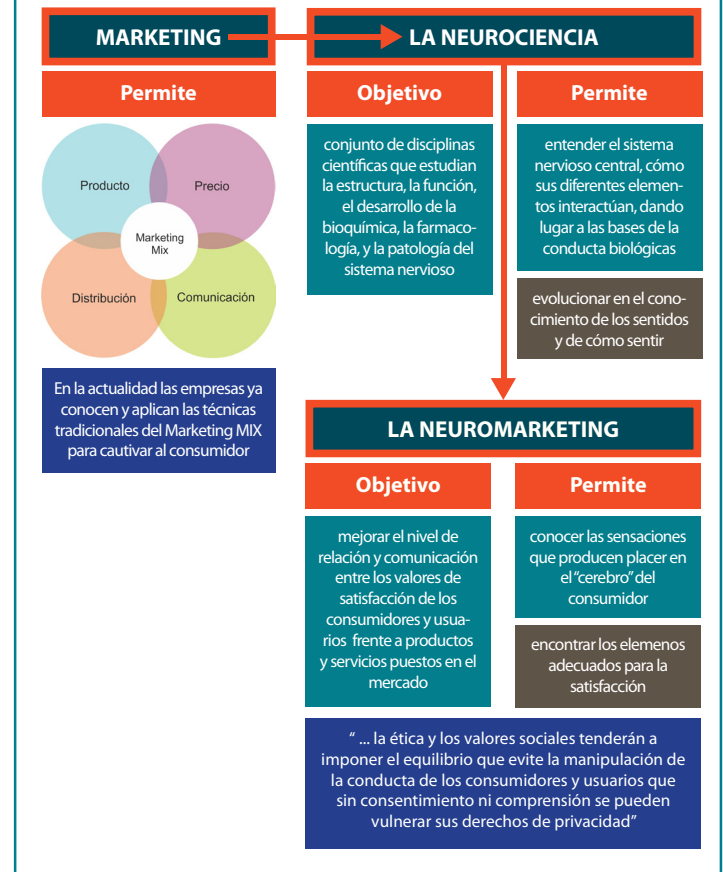 MARKETING
LA NEUROCIENCIA
Permite
Producto
Precio
Marketing
Mix
Distribución
Comunicación
En la actualidad las empresas ya
conocen y aplican las técnicas
tradicionales del Marketing MIX
para cautivar al consumidor
Objetivo
conjunto de disciplinas
científicas que estudian
la estructura, la función,
el desarrollo de la
bioquímica, la farmaco-
logía, y la patología del
sistema nervioso
Permite
entender el sistema
nervioso central, cómo
sus diferentes elemen-
tos interactúan, dando
lugar a las bases de la
conducta biológicas
evolucionar en el cono-
cimiento de los sentidos
y de cómo sentir
LA NEUROMARKETING
Objetivo
mejorar el nivel de
relación y comunicación
entre los valores de
satisfacción de los
consumidores y usua-
rios frente a productos
y servicios puestos en el
mercado
Permite
conocer las sensaciones
que producen placer en
el “cerebro” del
consumidor
encontrar los elemenos
adecuados para la
satisfacción
“ ... la ética y los valores sociales tenderán a
imponer el equilibrio que evite la manipulación de
la conducta de los consumidores y usuarios que
sin consentimiento ni comprensión se pueden
vulnerar sus derechos de privacidad”